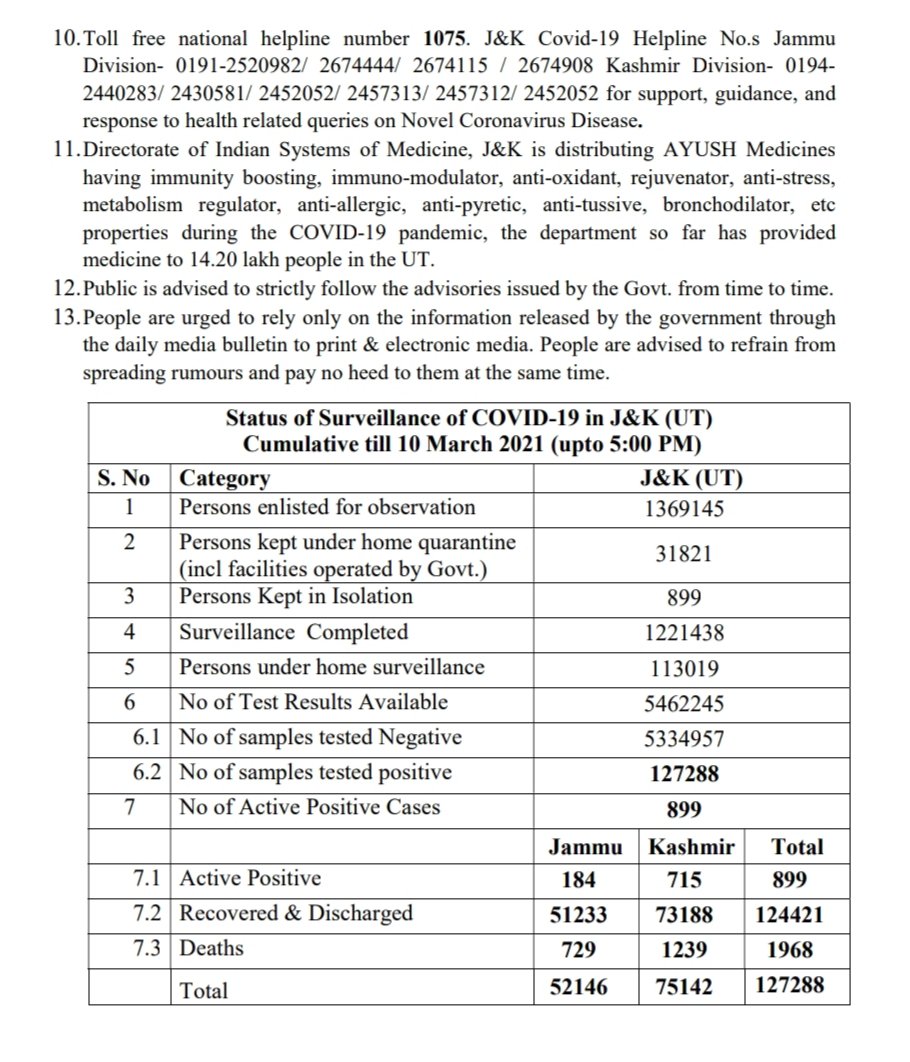 10.Toll free national helpline number 1075. J&K Covid-19 Helpline No.s Jammu
Division- 0191-2520982/ 2674444/ 2674115 / 2674908 Kashmir Division- 0194-
2440283/ 2430581/ 2452052/ 2457313/ 2457312/ 2452052 for support, guidance, and
response to health related queries on Novel Coronavirus Disease.
11.Directorate of Indian Systems of Medicine, J&K is distributing AYUSH Medicines
having immunity boosting, immuno-modulator, anti-oxidant, rejuvenator, anti-stress,
metabolism regulator, anti-allergic, anti-pyretic, anti-tussive, bronchodilator, etc
properties during the COVID-19 pandemic, the department so far has provided
medicine to 14.20 lakh people in the UT.
12.Public is advised to strictly follow the advisories issued by the Govt. from time to time.
13.People are urged to rely only on the information released by the government through
the daily media bulletin to print & electronic media. People are advised to refrain from
spreading rumours and pay no heed to them at the same time.
Status of Surveillance of COVID-19 in J&K (UT)
Cumulative till 10 March 2021 (upto 5:00 PM)
S. No Category J&K (UT)
1 Persons enlisted for observation 1369145
2 Persons kept under home quarantine
(incl facilities operated by Govt.) 31821
3 Persons Kept in Isolation 899
4 Surveillance Completed 1221438
5 Persons under home surveillance 113019
6 No of Test Results Available 5462245
6.1 No of samples tested Negative 5334957
6.2 No of samples tested positive 127288
7 No of Active Positive Cases 899
Jammu Kashmir Total
7.1 Active Positive 184 715 899
7.2 Recovered & Discharged 51233 73188 124421
7.3 Deaths 729 1239 1968
Total 52146 75142 127288